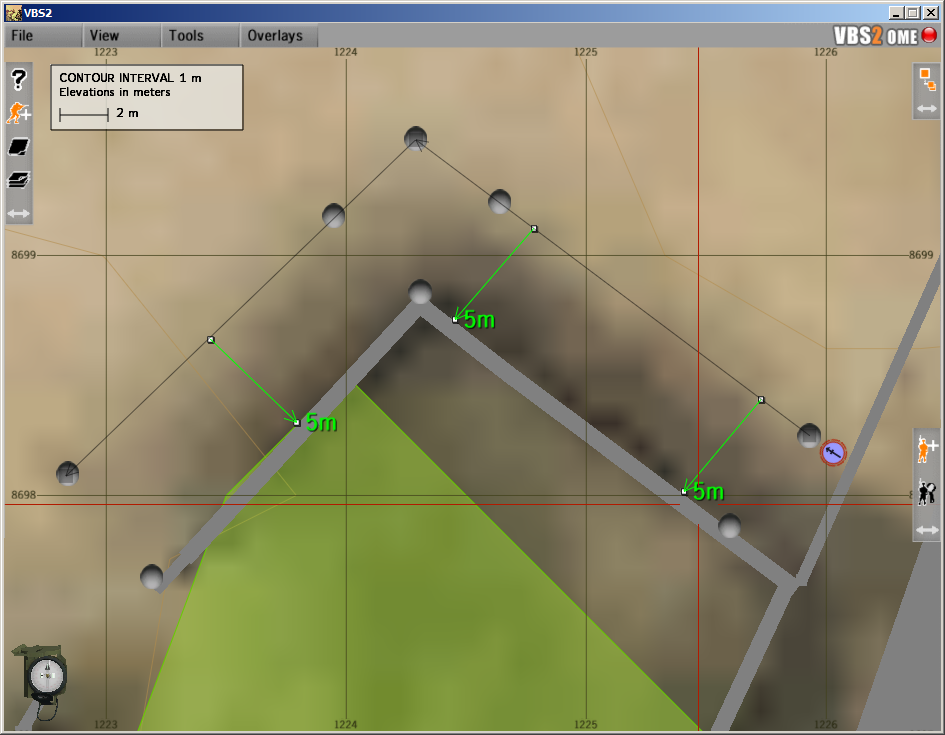 VBS2
File View Tools Overlays
VBS2 OME
1223 1224 1225 1226
CONTOUR INTERVAL 1 m
Elevations in meters
2 m
8699 8699
5m
5m
5m
8698
1223 1224 1225 1226